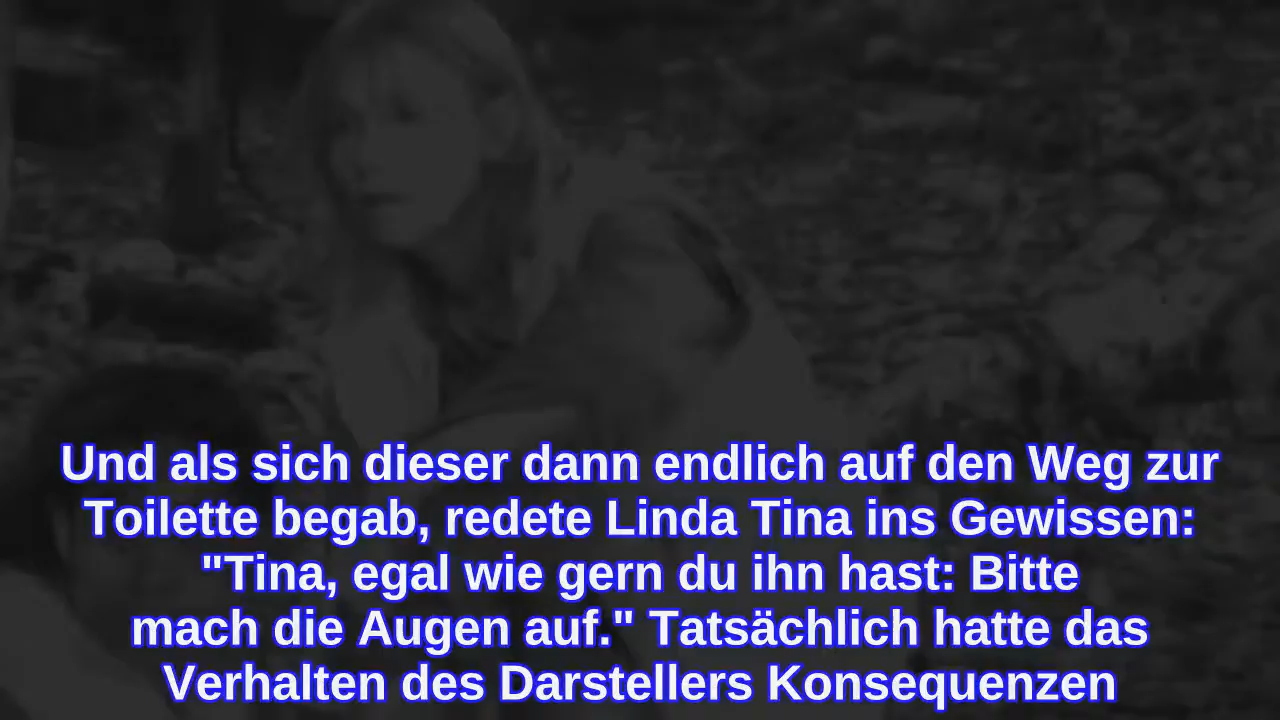 Und als sich dieser dann endlich auf den Weg zur
Toilette begab, redete Linda Tina ins Gewissen:
"Tina, egal wie gern du ihn hast: Bitte
mach die Augen auf." Tatsächlich hatte das
Verhalten des Darstellers Konsequenzen